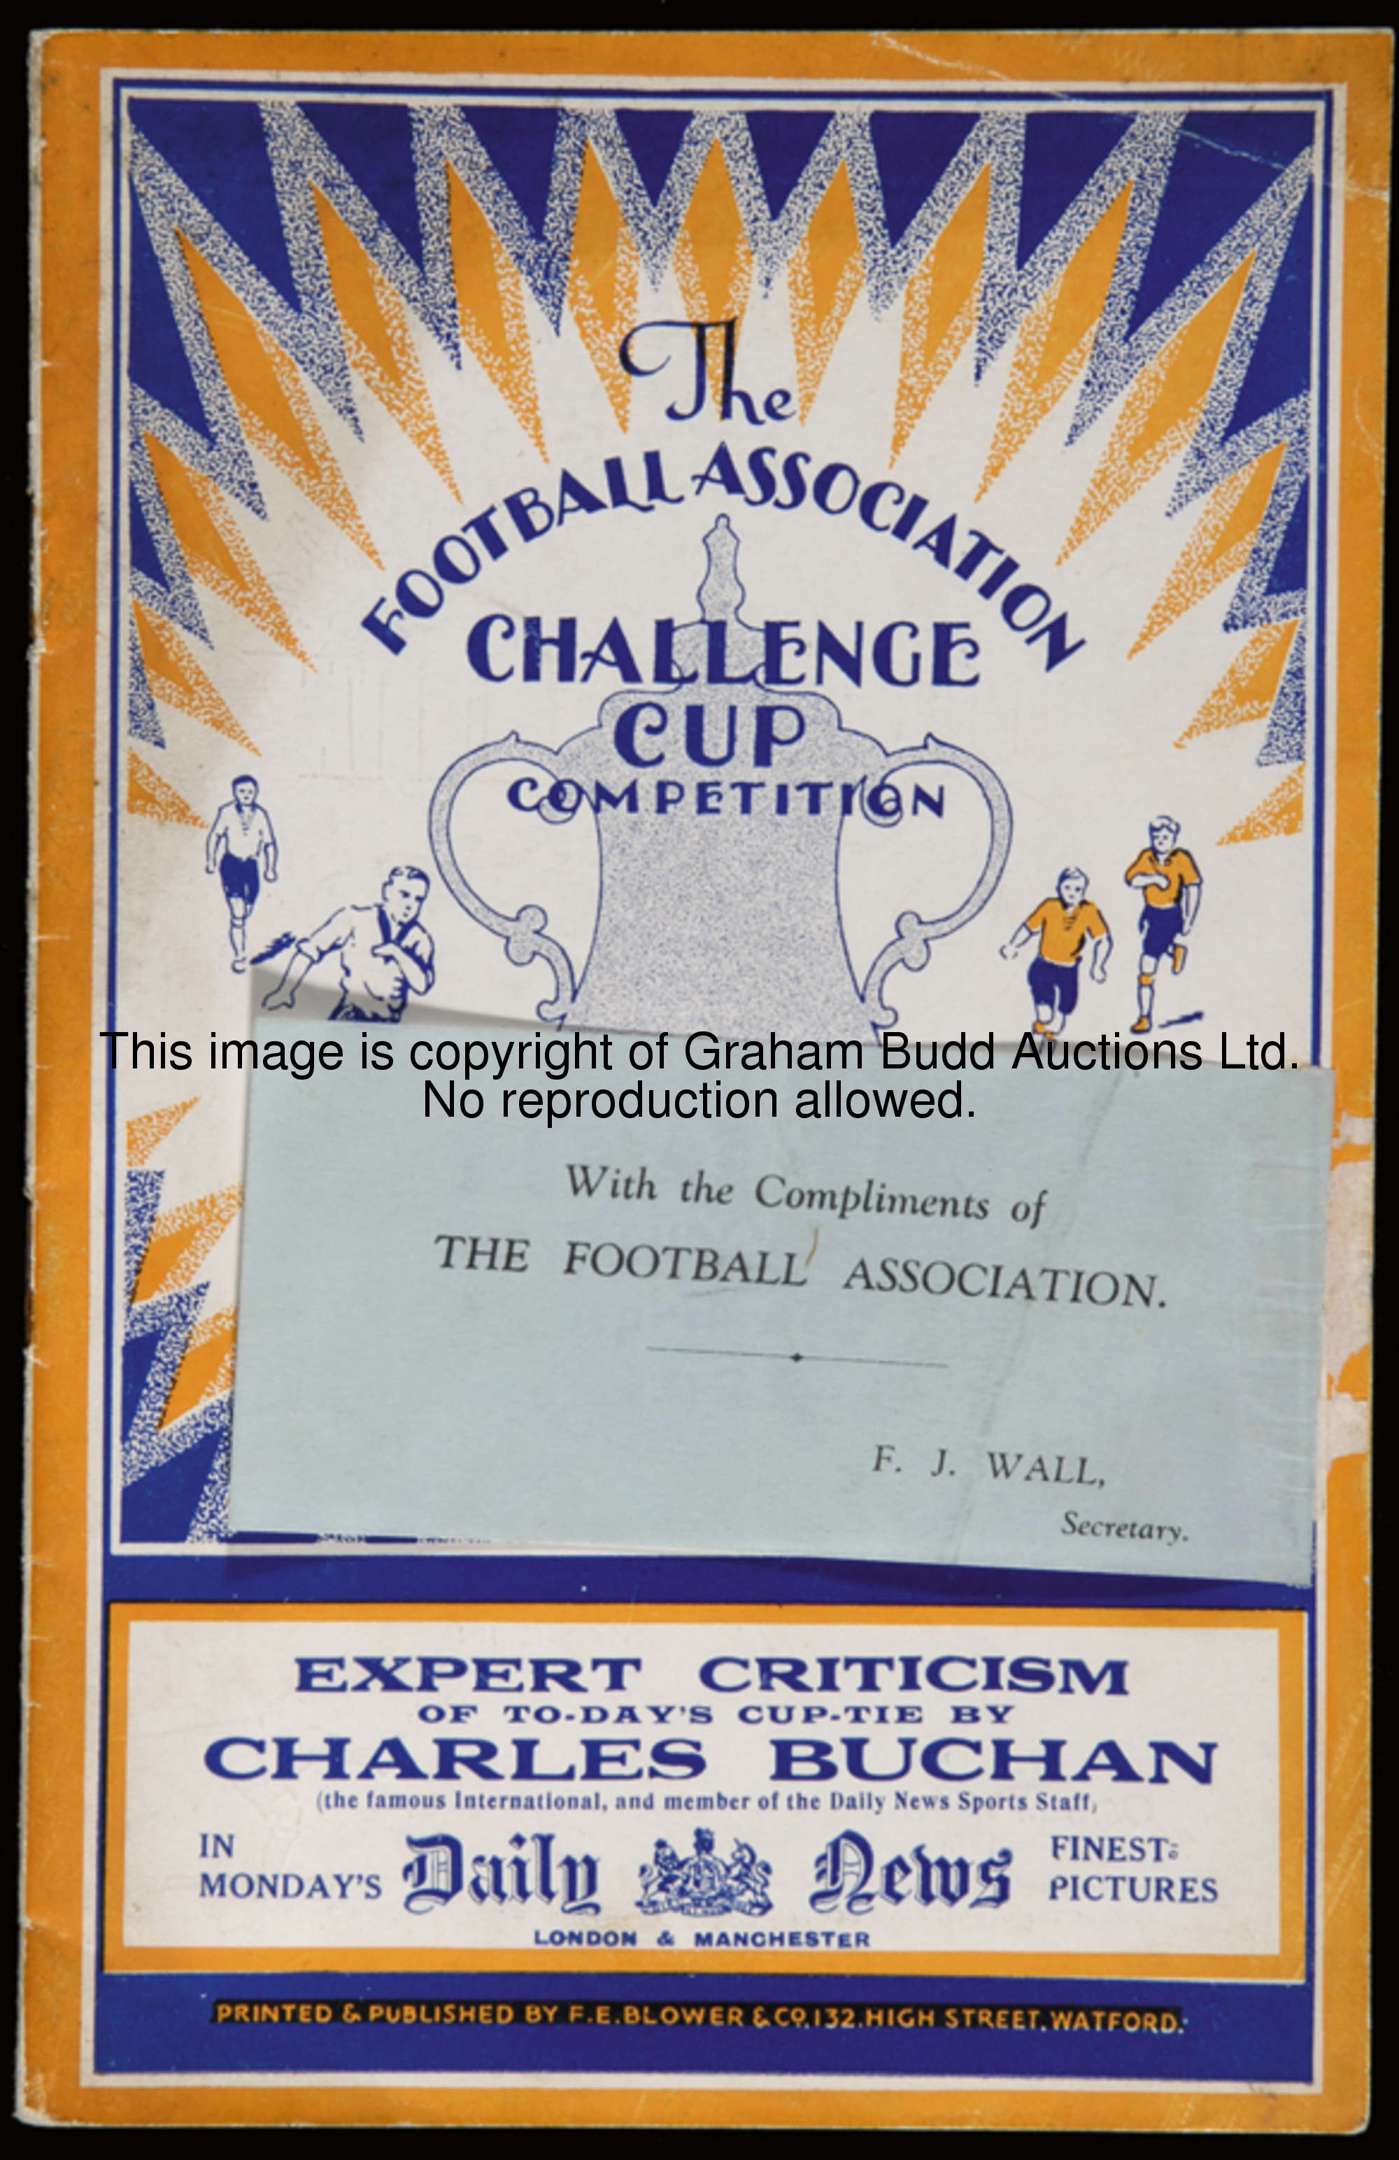 The
FOOTBALL ASSOCIATION
CHALLENGE
CUP
COMPETITION
This image is copyright of Graham Budd Auctions Ltd.
No reproduction allowed.
With the Compliments of
THE FOOTBALL ASSOCIATION.
F. J. WALL,
Secretary.
EXPERT CRITICISM
OF TO-DAY'S CUP-TIE BY
CHARLES BUCHAN
(the famous International, and member of the Daily News Sports Staff)
IN MONDAY'S Daily News FINEST PICTURES
LONDON & MANCHESTER
PRINTED & PUBLISHED BY F.E.BLOWER & CO. 132. HIGH STREET. WATFORD.